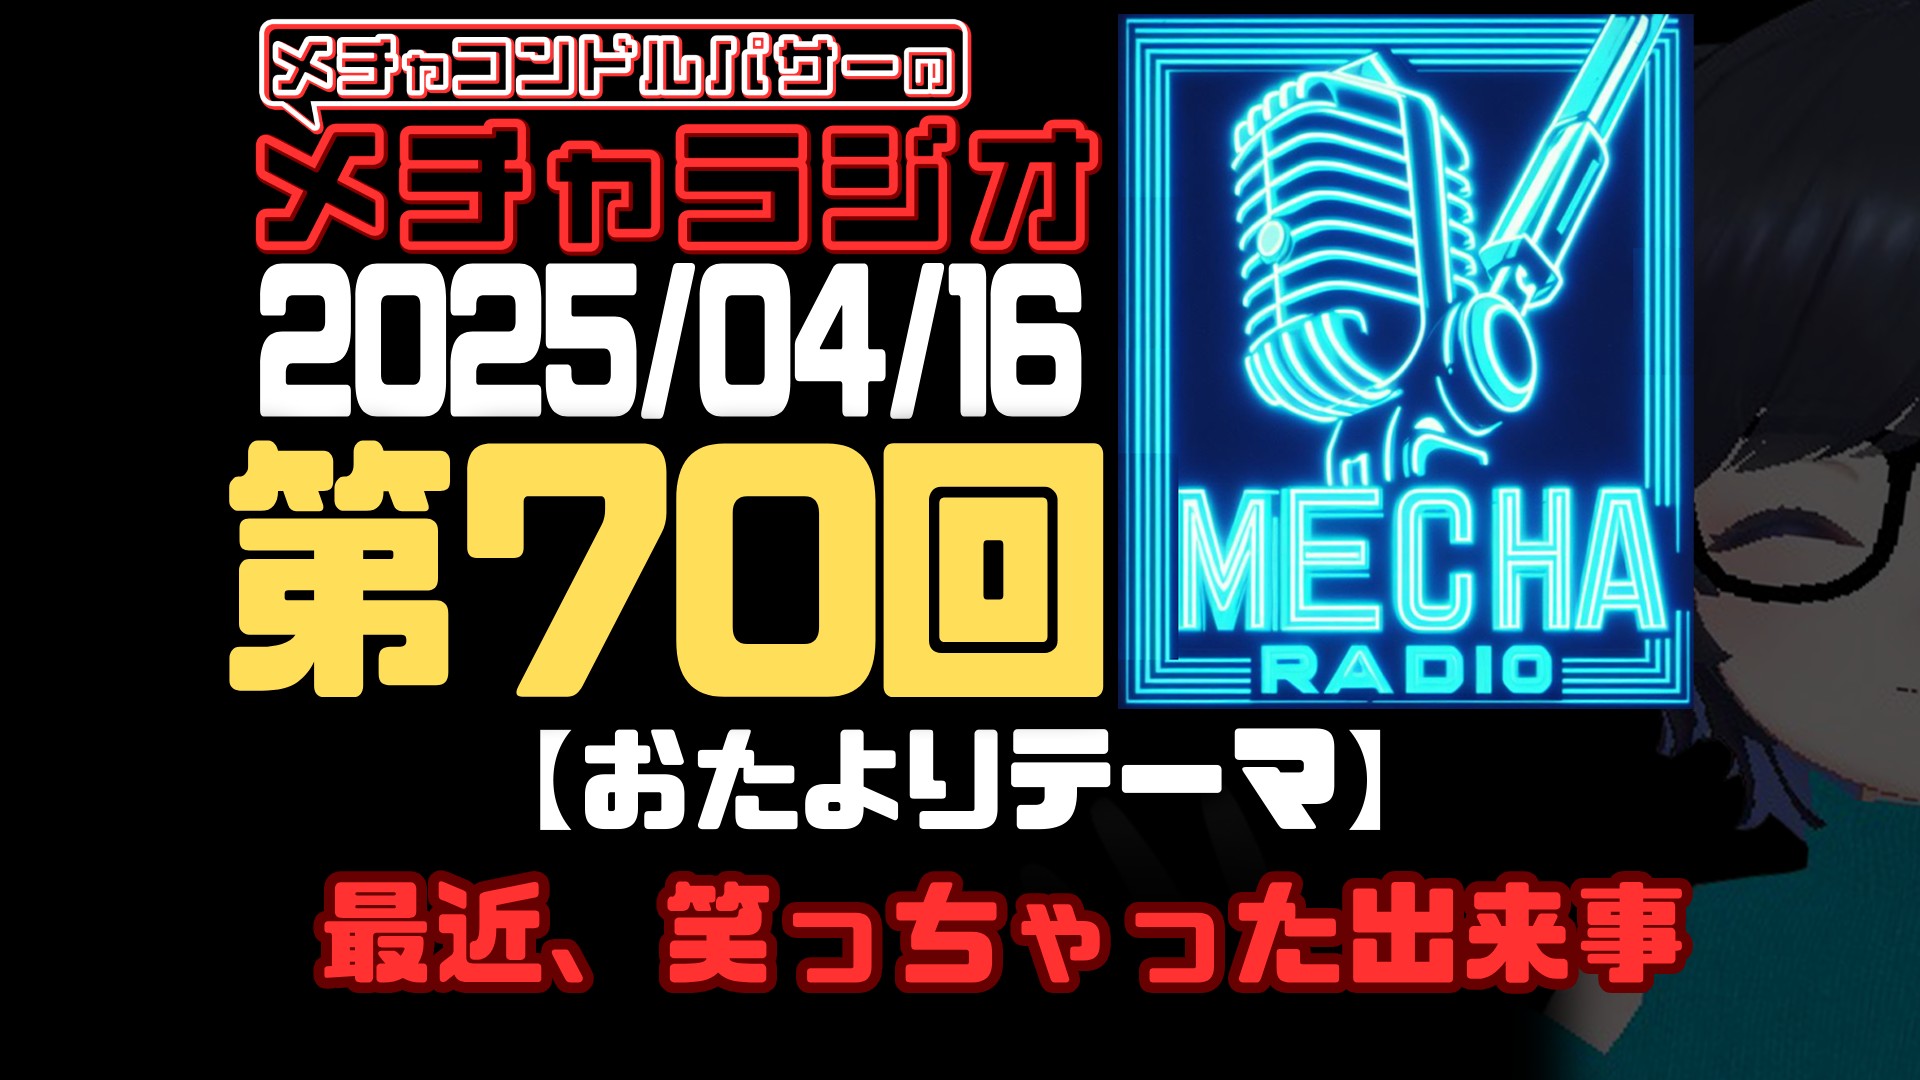 メチャコンドルパサーの
メチャラジオ
2025/04/16
第70回
MECHA
RADIO
【おたよりテーマ】
最近、笑っちゃった出来事